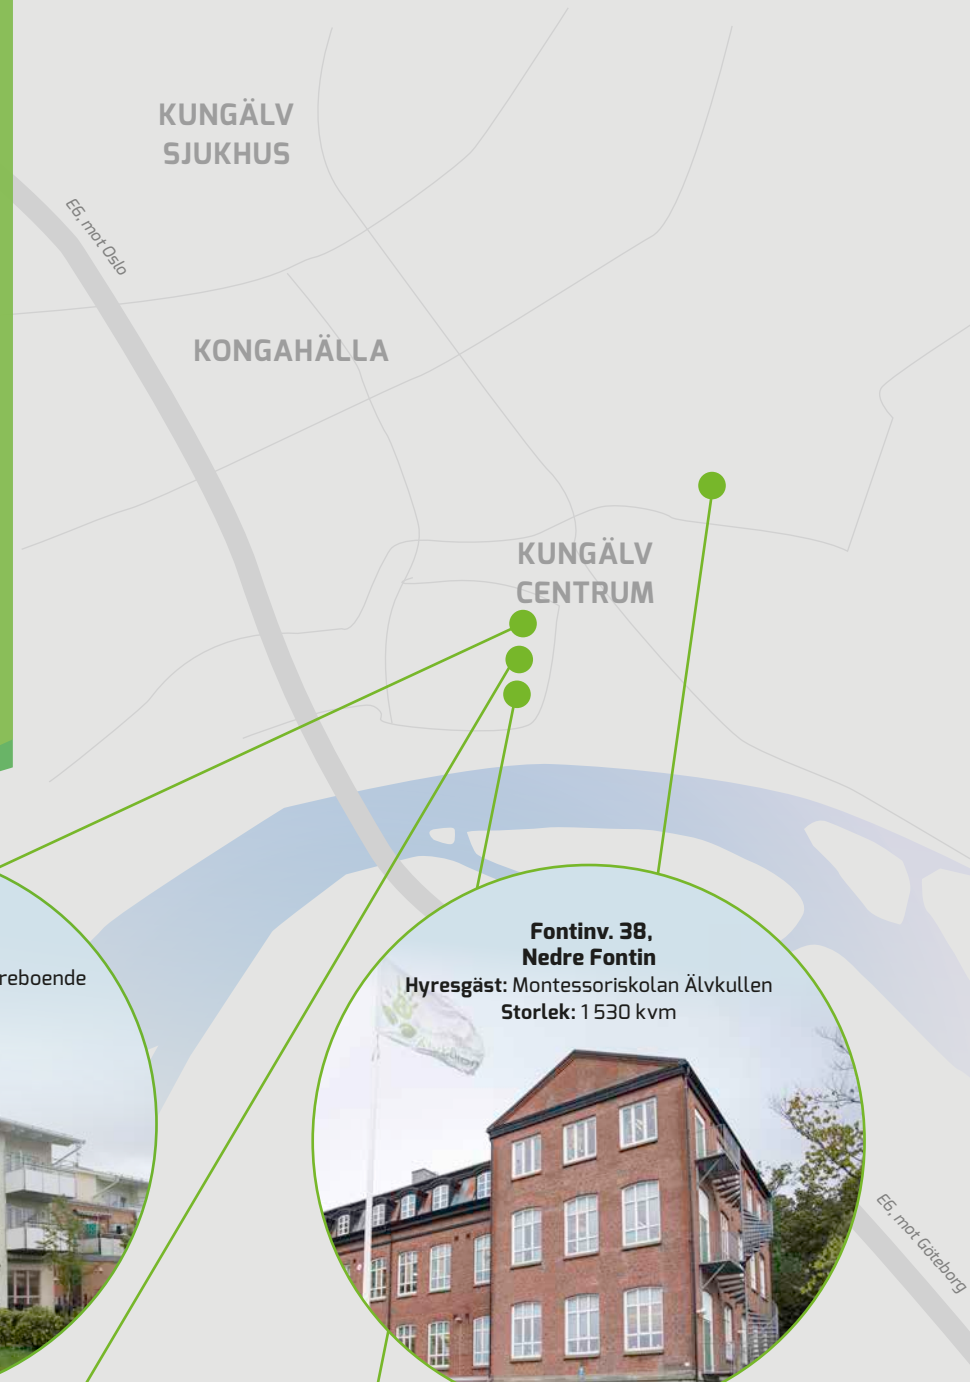 KUNGÄLV
SJUKHUS
E6, mot Oslo
KONGAHÄLLA
KUNGÄLV
CENTRUM
reboende
Fontinv. 38,
Nedre Fontin
Hyresgäst: Montessoriskolan Älvkullen
Storlek: 1 530 kvm
E6, mot Göteborg